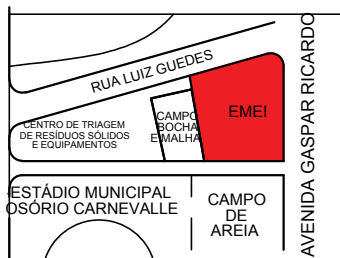 RUA LUIZ GUEDES
AVENIDA GASPAR RICARDO
EMEI
CAMPO
BOCHA
E MALHA
CENTRO DE TRIAGEM
DE RESÍDUOS SÓLIDOS
E EQUIPAMENTOS
ESTÁDIO MUNICIPAL
OSÓRIO CARNEVALLE
CAMPO
DE
AREIA